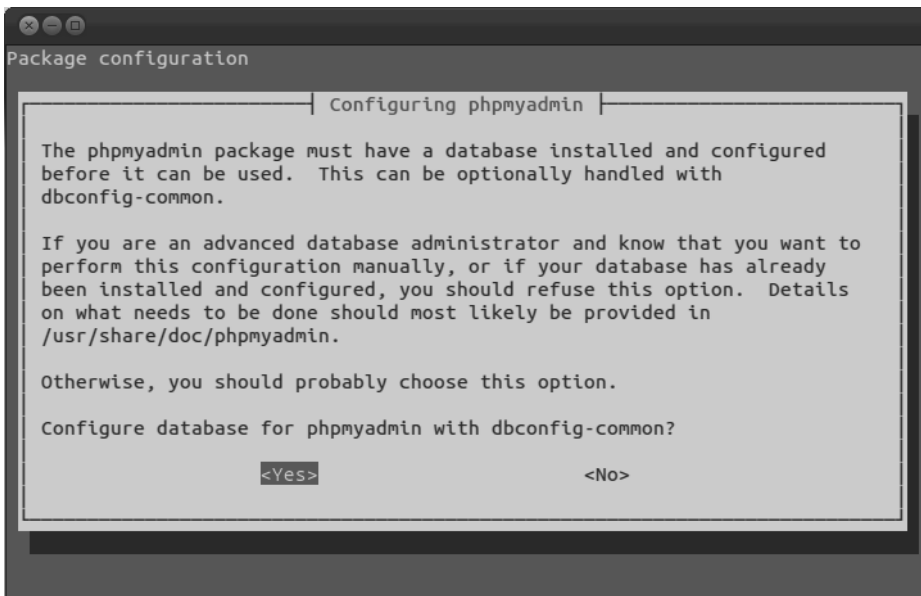 Package configuration
Configuring phpmyadmin
The phpmyadmin package must have a database installed and configured
before it can be used.  This can be optionally handled with
dbconfig-common.
If you are an advanced database administrator and know that you want to
perform this configuration manually, or if your database has already
been installed and configured, you should refuse this option.  Details
on what needs to be done should most likely be provided in
/usr/share/doc/phpmyadmin.
Otherwise, you should probably choose this option.
Configure database for phpmyadmin with dbconfig-common?
<Yes> <No>